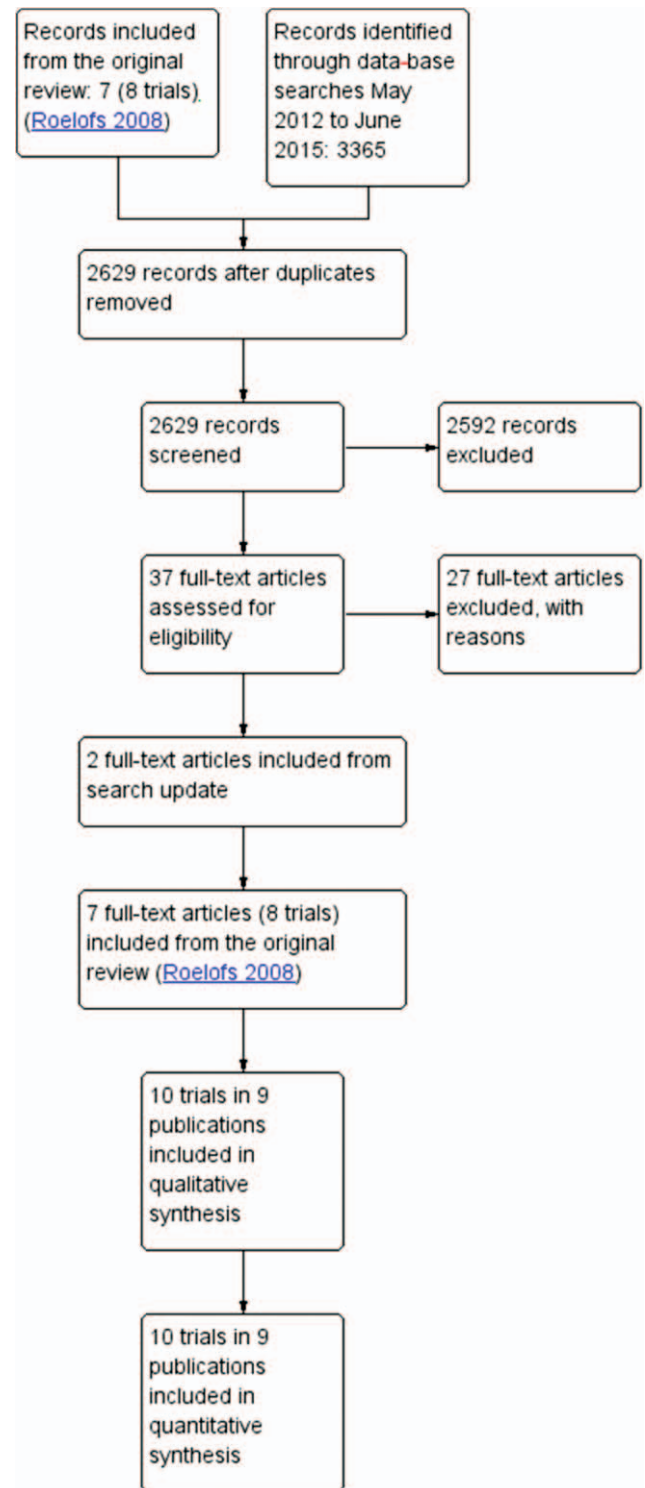 Records included
from the original
review: 7 (8 trials).
(Roelofs 2008)
Records identified
through data-base
searches May
2012 to June
2015: 3365
2629 records after duplicates
removed
2629 records
screened
2592 records
excluded
37 full-text articles
assessed for
eligibility
27 full-text articles
excluded, with
reasons
2 full-text articles included from
search update
7 full-text articles (8 trials)
included from the original
review (Roelofs 2008)
10 trials in 9
publications
included in
qualitative
synthesis
10 trials in 9
publications
included in
quantitative
synthesis